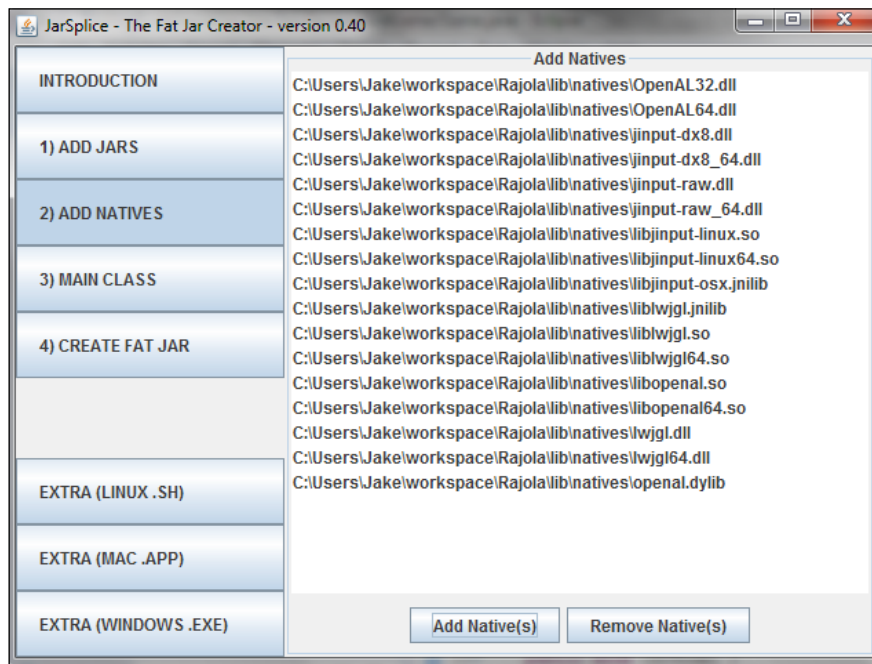 JarSplice - The Fat Jar Creator - version 0.40
INTRODUCTION
1) ADD JARS
2) ADD NATIVES
3) MAIN CLASS
4) CREATE FAT JAR
EXTRA (LINUX .SH)
EXTRA (MAC .APP)
EXTRA (WINDOWS .EXE)
Add Natives
C:\Users\Jake\workspace\Rajola\lib\natives\OpenAL32.dll
C:\Users\Jake\workspace\Rajola\lib\natives\OpenAL64.dll
C:\Users\Jake\workspace\Rajola\lib\natives\jinput-dx8.dll
C:\Users\Jake\workspace\Rajola\lib\natives\jinput-dx8_64.dll
C:\Users\Jake\workspace\Rajola\lib\natives\jinput-raw.dll
C:\Users\Jake\workspace\Rajola\lib\natives\jinput-raw_64.dll
C:\Users\Jake\workspace\Rajola\lib\natives\libjinput-linux.so
C:\Users\Jake\workspace\Rajola\lib\natives\libjinput-linux64.so
C:\Users\Jake\workspace\Rajola\lib\natives\libjinput-osx.jnilib
C:\Users\Jake\workspace\Rajola\lib\natives\liblwjgl.jnilib
C:\Users\Jake\workspace\Rajola\lib\natives\liblwjgl.so
C:\Users\Jake\workspace\Rajola\lib\natives\liblwjgl64.so
C:\Users\Jake\workspace\Rajola\lib\natives\libopenal.so
C:\Users\Jake\workspace\Rajola\lib\natives\libopenal64.so
C:\Users\Jake\workspace\Rajola\lib\natives\lwjgl.dll
C:\Users\Jake\workspace\Rajola\lib\natives\lwjgl64.dll
C:\Users\Jake\workspace\Rajola\lib\natives\openal.dylib
Add Native(s)
Remove Native(s)